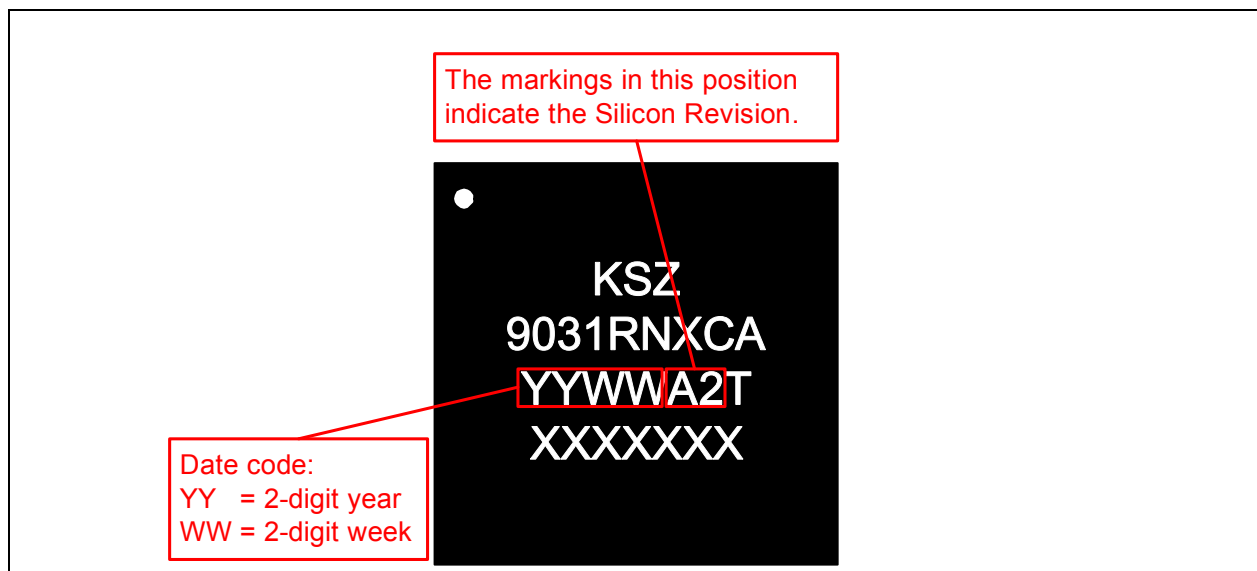 The markings in this position
indicate the Silicon Revision.
KSZ
9031RNXCA
YYWWA2T
XXXXXXX
Date code:
YY = 2-digit year
WW = 2-digit week